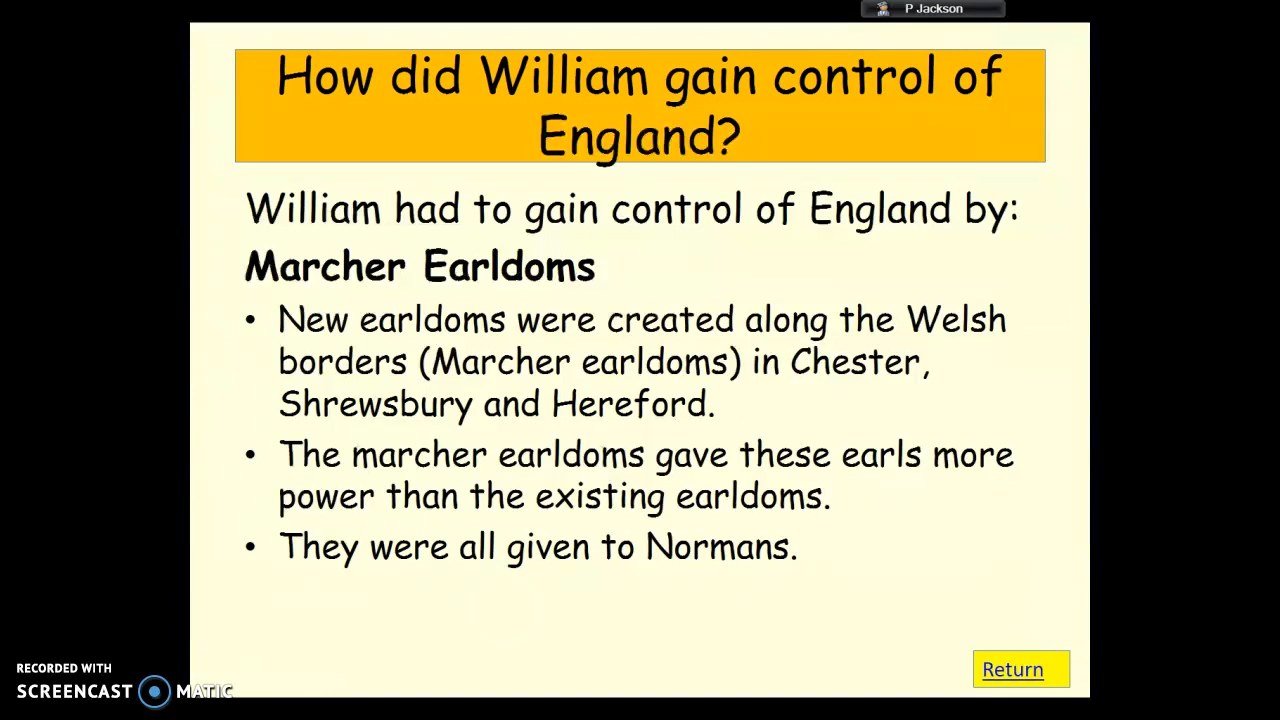 P Jackson
How did William gain control of
England?
William had to gain control of England by:
Marcher Earldoms
• New earldoms were created along the Welsh
borders (Marcher earldoms) in Chester,
Shrewsbury and Hereford.
• The marcher earldoms gave these earls more
power than the existing earldoms.
• They were all given to Normans.
Return
RECORDED WITH
SCREENCAST MATIC